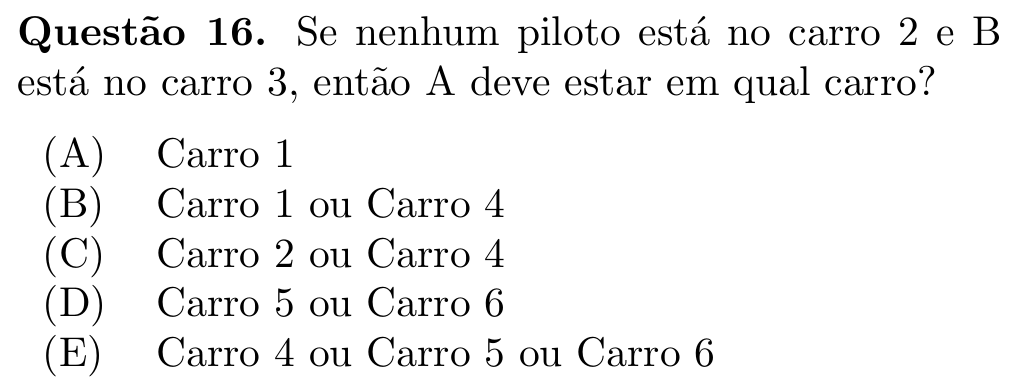 Questão 16. Se nenhum piloto está no carro 2 e B
está no carro 3, então A deve estar em qual carro?
(A) Carro 1
(B) Carro 1 ou Carro 4
(C) Carro 2 ou Carro 4
(D) Carro 5 ou Carro 6
(E) Carro 4 ou Carro 5 ou Carro 6